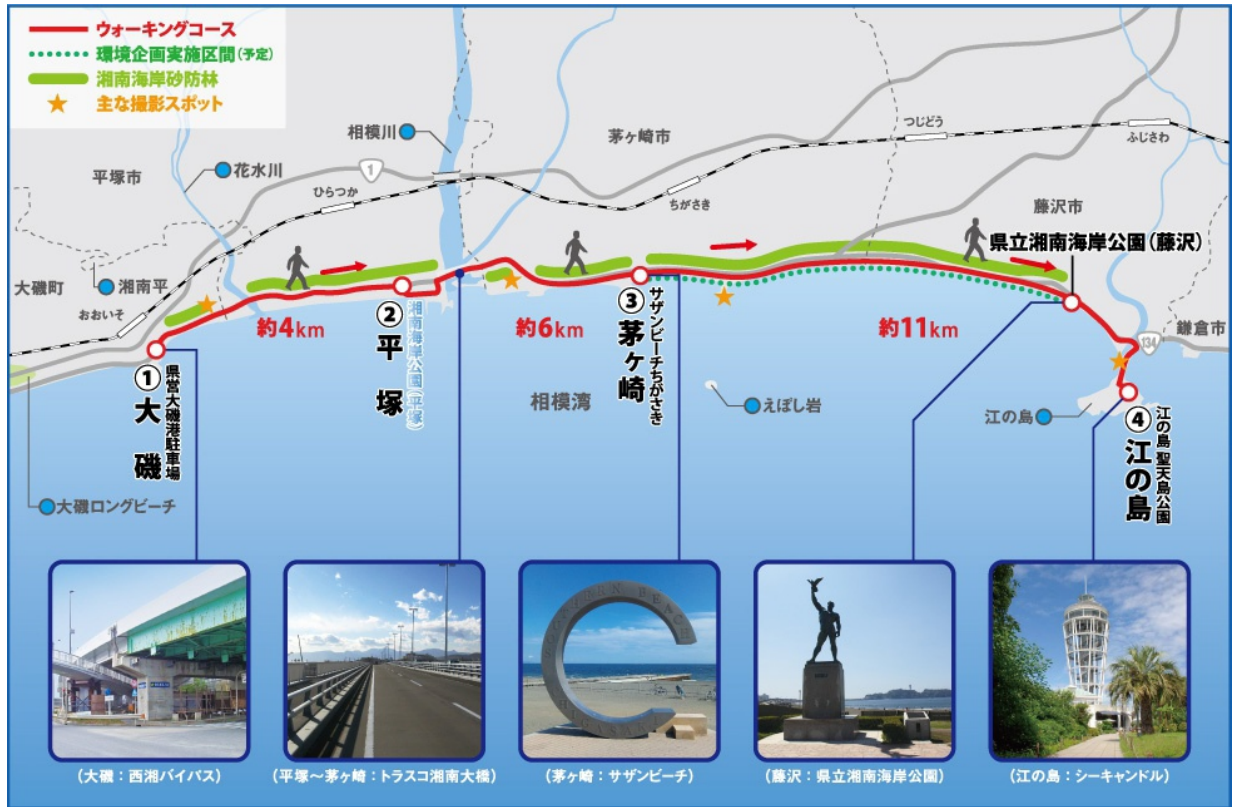 ウォーキングコース
環境企画実施区間(予定)
湘南海岸砂防林
主な撮影スポット
相模川
茅ヶ崎市
つじどう
ふじさわ
平塚市
花水川
1
ひらつか
ちがさき
藤沢市
県立湘南海岸公園(藤沢)
大磯町
湘南平
おおいそ
約4km
約6km
約11km
鎌倉市
134
① 大磯
県営大磯港駐車場
② 平塚
湘南海岸公園(平塚)
③ 茅ヶ崎
サザンビーチちがさき
相模湾
えぼし岩
江の島
④ 江の島
江の島 聖天島公園
大磯ロングビーチ
SOUTHERN BEACH
(大磯：西湘バイパス)
(平塚〜茅ヶ崎：トラスコ湘南大橋)
(茅ヶ崎：サザンビーチ)
(藤沢：県立湘南海岸公園)
(江の島：シーキャンドル)